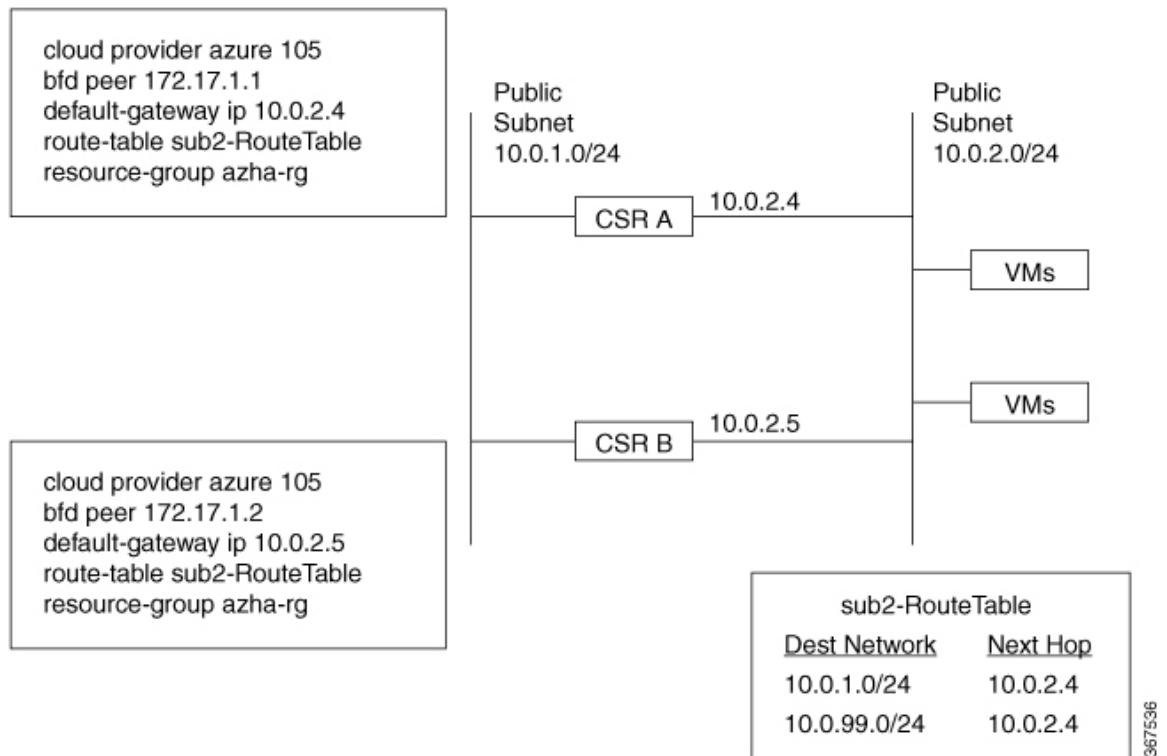 cloud provider azure 105
bfd peer 172.17.1.1
default-gateway ip 10.0.2.4
route-table sub2-RouteTable
resource-group azha-rg
Public
Subnet
10.0.1.0/24
Public
Subnet
10.0.2.0/24
CSR A
10.0.2.4
VMs
VMs
CSR B
10.0.2.5
cloud provider azure 105
bfd peer 172.17.1.2
default-gateway ip 10.0.2.5
route-table sub2-RouteTable
resource-group azha-rg
sub2-RouteTable
Dest Network Next Hop
10.0.1.0/24 10.0.2.4
10.0.99.0/24 10.0.2.4
367536